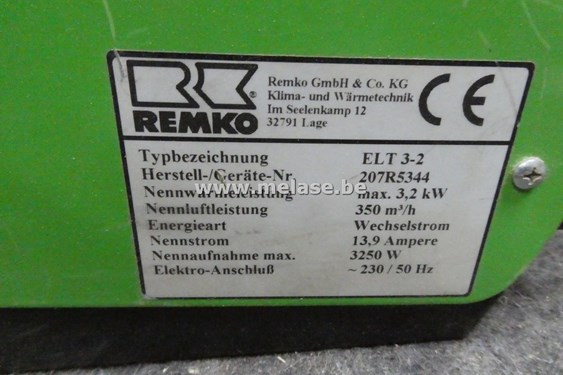 REMKO
®
Remko GmbH & Co. KG
Klima- und Wärmetechnik
Im Seelenkamp 12
32791 Lage
CE
Typbezeichnung ELT 3-2
Herstell-/Geräte-Nr. 207R5344
Nennwärmeleistung max. 3,2 kW
www.melase.be
Nennluftleistung 350 m³/h
Energieart Wechselstrom
Nennstrom 13,9 Ampere
Nennaufnahme max. 3250 W
Elektro-Anschluß ~ 230 / 50 Hz